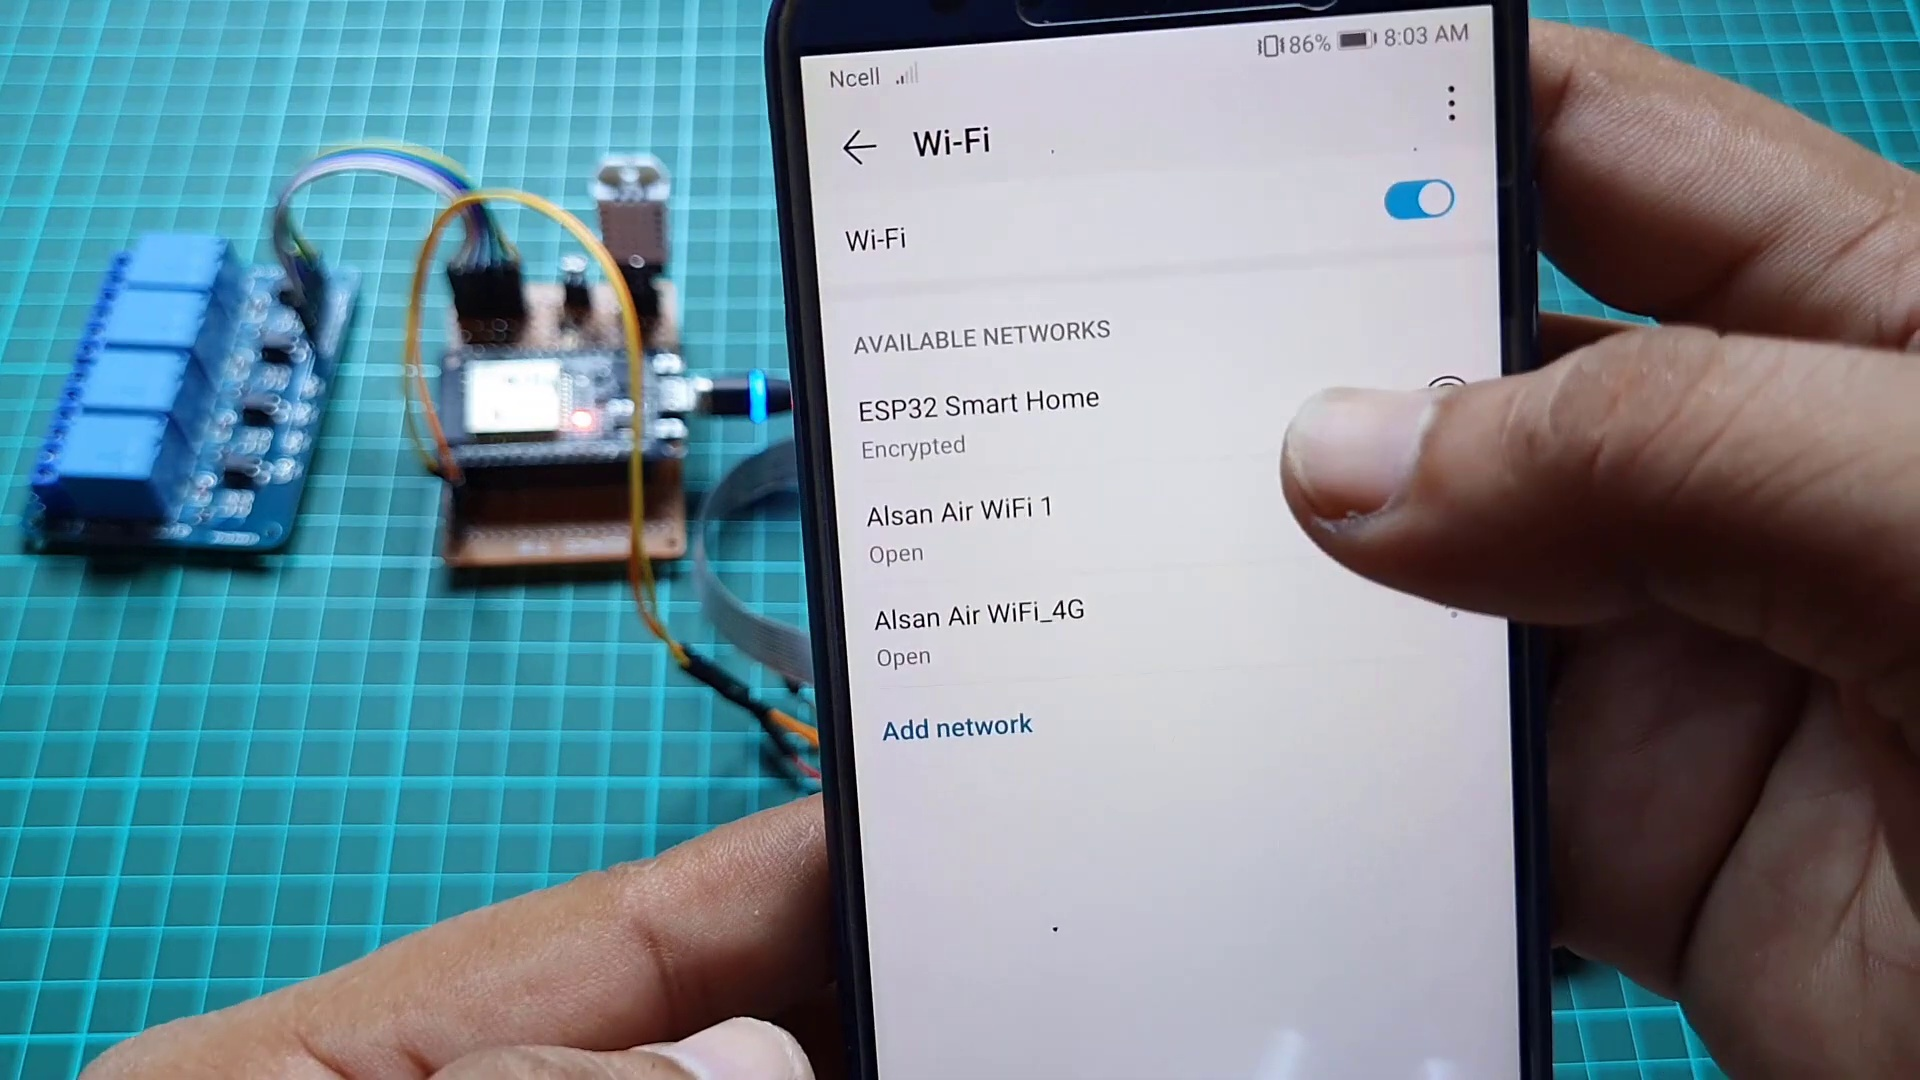 Ncell 86% 8:03 AM
Wi-Fi
Wi-Fi
AVAILABLE NETWORKS
ESP32 Smart Home
Encrypted
Alsan Air WiFi 1
Open
Alsan Air WiFi_4G
Open
Add network